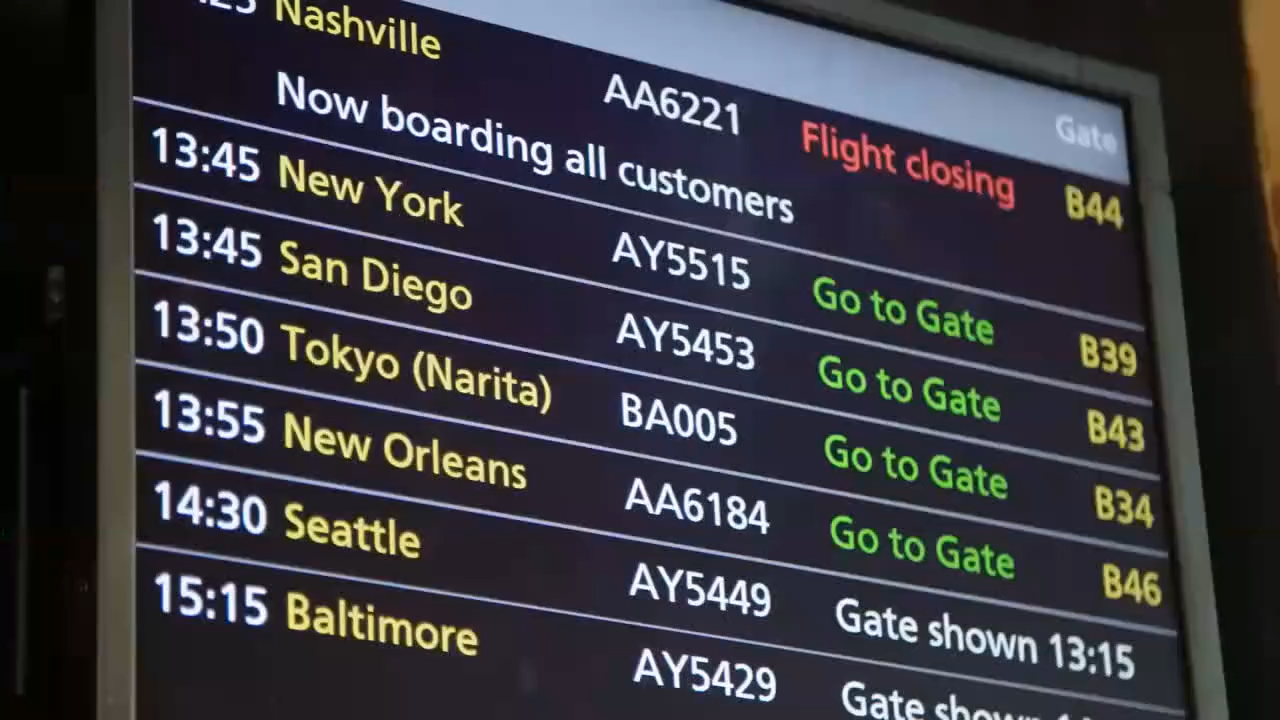 Gate
Nashville AA6221 Flight closing B44
Now boarding all customers
13:45 New York AY5515 Go to Gate B39
13:45 San Diego AY5453 Go to Gate B43
13:50 Tokyo (Narita) BA005 Go to Gate B34
13:55 New Orleans AA6184 Go to Gate B46
14:30 Seattle AY5449 Gate shown 13:15
15:15 Baltimore AY5429 Gate